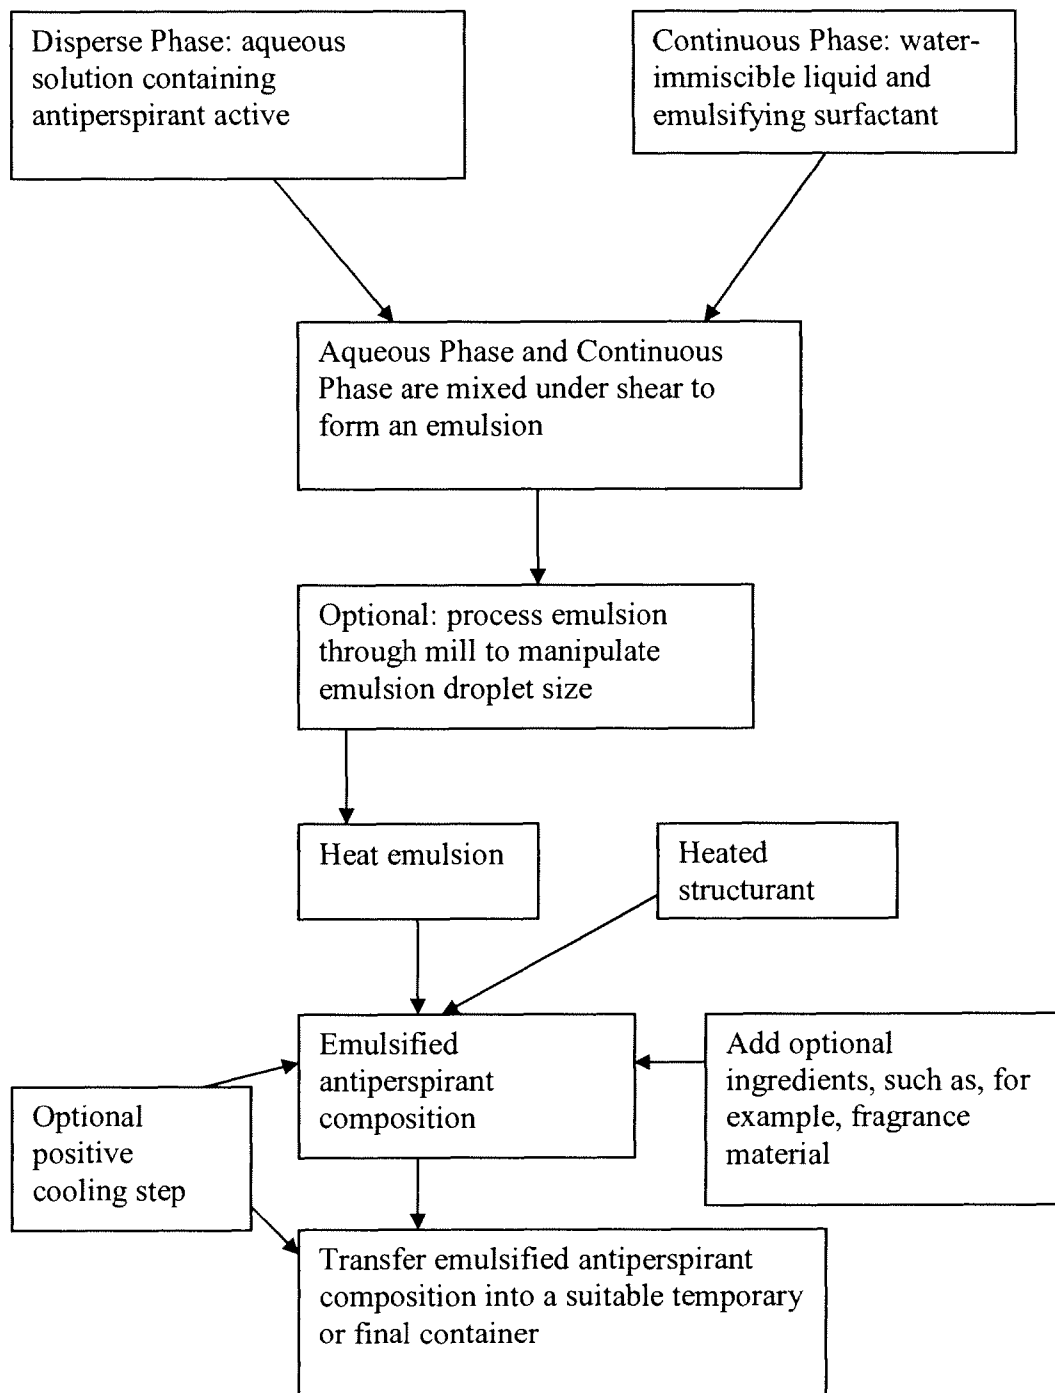 Disperse Phase: aqueous
solution containing
antiperspirant active
Continuous Phase: water-
immiscible liquid and
emulsifying surfactant
Aqueous Phase and Continuous
Phase are mixed under shear to
form an emulsion
Optional: process emulsion
through mill to manipulate
emulsion droplet size
Heat emulsion
Heated
structurant
Emulsified
antiperspirant
composition
Add optional
ingredients, such as, for
example, fragrance
material
Optional
positive
cooling step
Transfer emulsified antiperspirant
composition into a suitable temporary
or final container